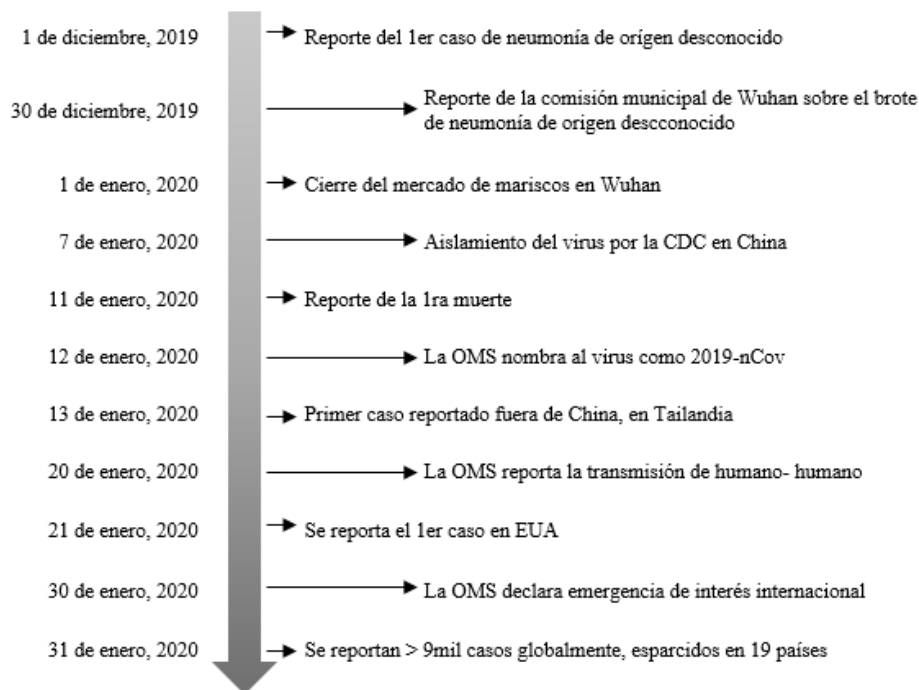 1 de diciembre, 2019
Reporte del 1er caso de neumonía de orígen desconocido
30 de diciembre, 2019
Reporte de la comisión municipal de Wuhan sobre el brote
de neumonía de origen descconocido
1 de enero, 2020
Cierre del mercado de mariscos en Wuhan
7 de enero, 2020
Aislamiento del virus por la CDC en China
11 de enero, 2020
Reporte de la 1ra muerte
12 de enero, 2020
La OMS nombra al virus como 2019-nCov
13 de enero, 2020
Primer caso reportado fuera de China, en Tailandia
20 de enero, 2020
La OMS reporta la transmisión de humano- humano
21 de enero, 2020
Se reporta el 1er caso en EUA
30 de enero, 2020
La OMS declara emergencia de interés internacional
31 de enero, 2020
Se reportan > 9mil casos globalmente, esparcidos en 19 países